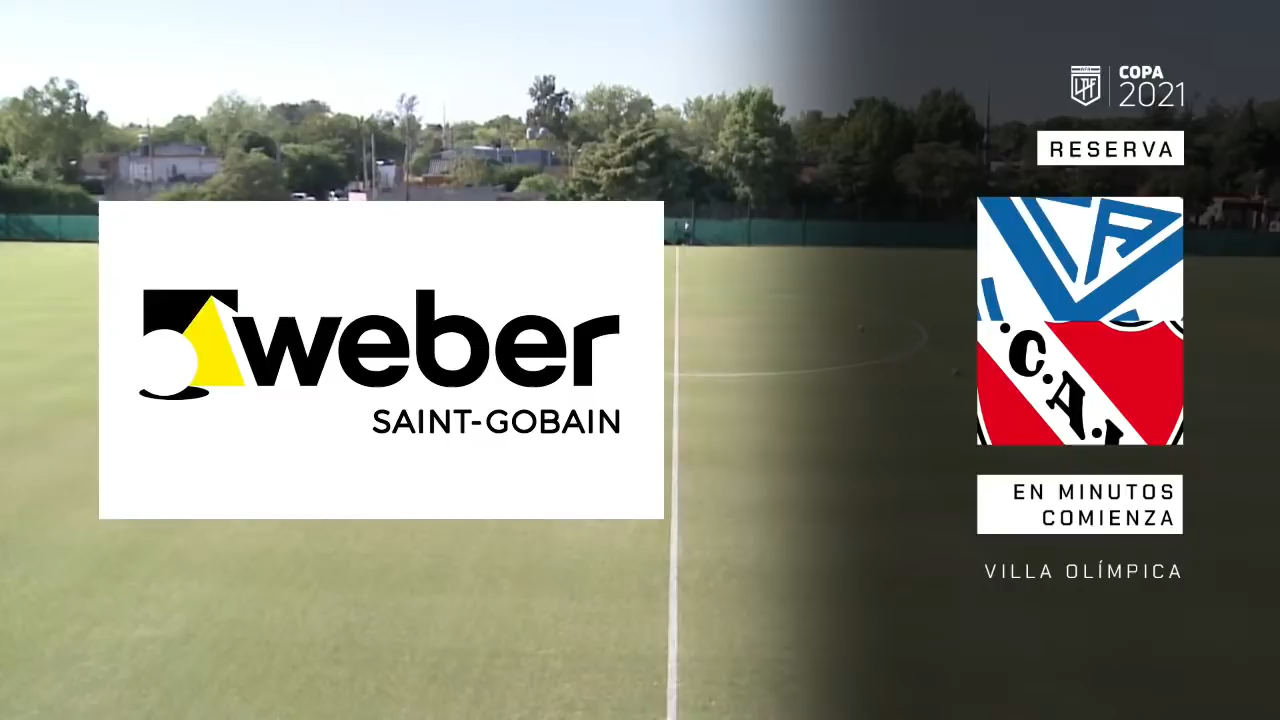 COPA
2021
RESERVA
weber
SAINT-GOBAIN
C.A.I
EN MINUTOS
COMIENZA
VILLA OLÍMPICA